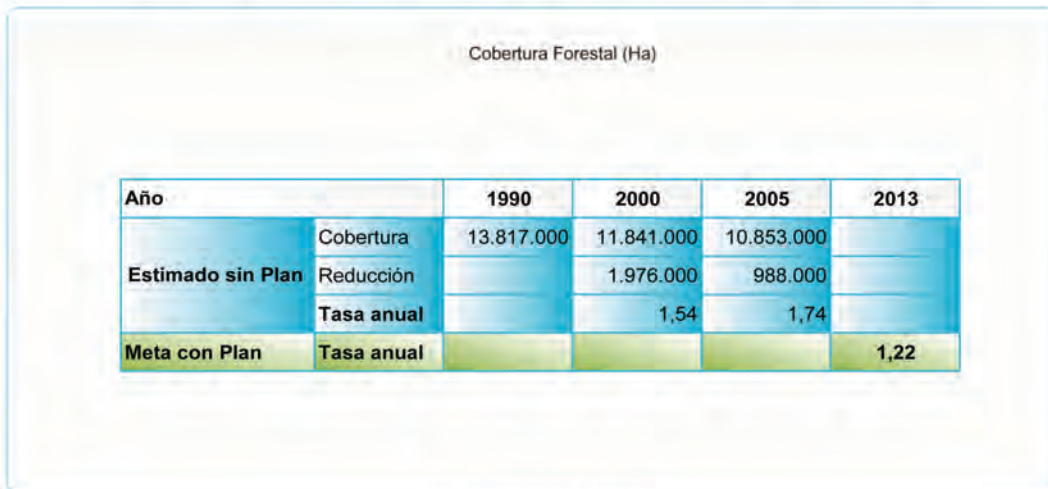 Cobertura Forestal (Ha)
Año 1990 2000 2005 2013
Estimado sin Plan Cobertura 13.817.000 11.841.000 10.853.000
Reducción 1.976.000 988.000
Tasa anual 1,54 1,74
Meta con Plan Tasa anual 1,22